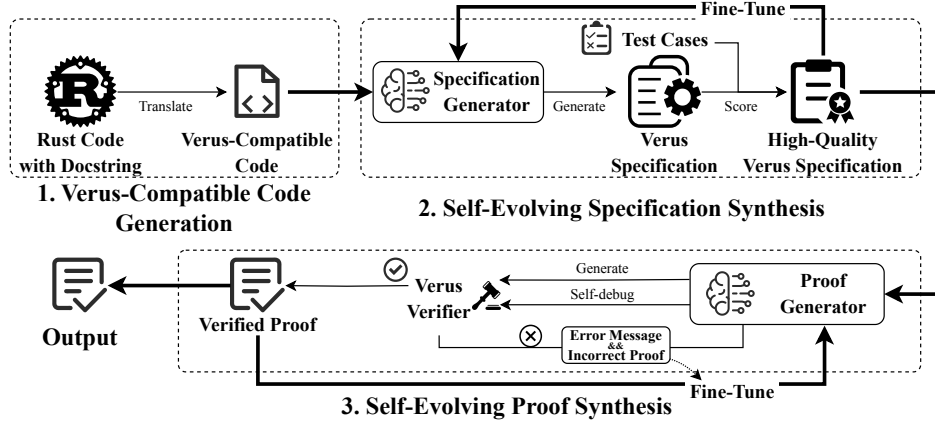 Fine-Tune
Test Cases
Specification
Generator
R
Translate
Generate
Score
Rust Code
with Docstring
Verus-Compatible
Code
Verus
Specification
High-Quality
Verus Specification
1. Verus-Compatible Code
Generation
2. Self-Evolving Specification Synthesis
Generate
Self-debug
Verus
Verifier
Proof
Generator
Verified Proof
Output
Error Message
&&
Incorrect Proof
Fine-Tune
3. Self-Evolving Proof Synthesis